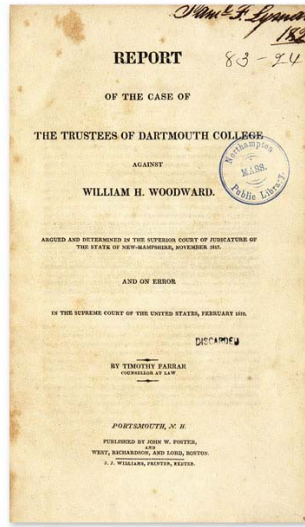 Sam'l F. Lyman
182
83-94
REPORT
OF THE CASE OF
THE TRUSTEES OF DARTMOUTH COLLEGE
AGAINST
WILLIAM H. WOODWARD.
Northampton
MASS.
Public Library
ARGUED AND DETERMINED IN THE SUPERIOR COURT OF JUDICATURE OF
THE STATE OF NEW-HAMPSHIRE, NOVEMBER 1817.
AND ON ERROR
IN THE SUPREME COURT OF THE UNITED STATES, FEBRUARY 1819.
DISCARDED
BY TIMOTHY FARRAR
COUNSELLOR AT LAW
PORTSMOUTH, N. H.
PUBLISHED BY JOHN W. FOSTER,
AND
WEST, RICHARDSON, AND LORD, BOSTON.
J. J. WILLIAMS, PRINTER, EXETER.